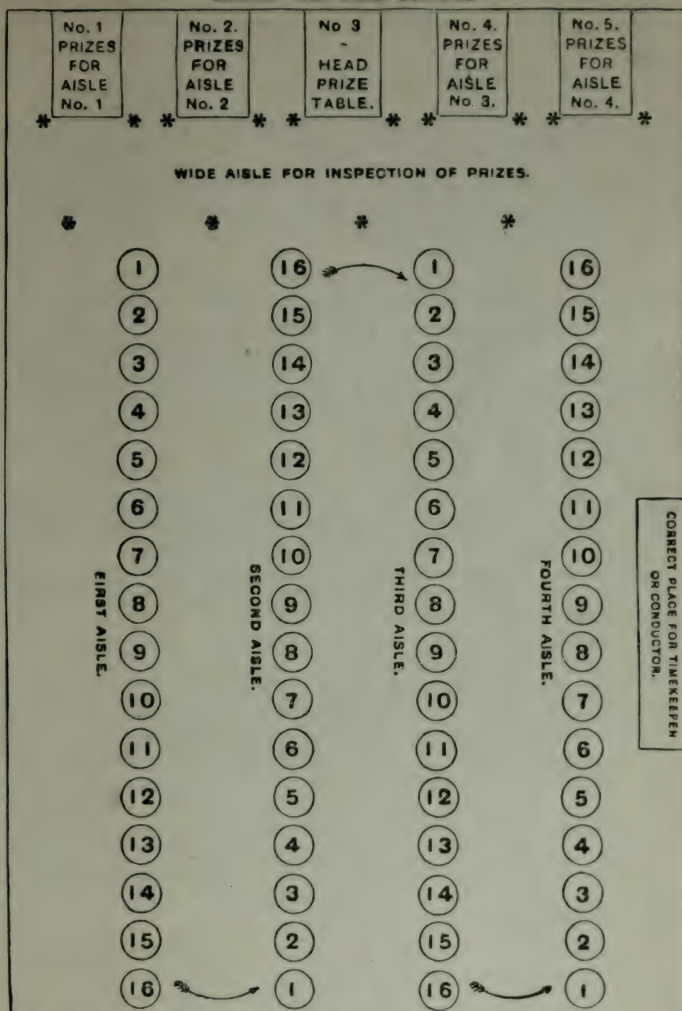 No. 1
PRIZES
FOR
AISLE
No. 1
No. 2.
PRIZES
FOR
AISLE
No. 2
No 3
-
HEAD
PRIZE
TABLE.
No. 4.
PRIZES
FOR
AISLE
No. 3.
No. 5.
PRIZES
FOR
AISLE
No. 4.
* * * * * * * * *
WIDE AISLE FOR INSPECTION OF PRIZES.
* * * *
1 16 1 16
2 15 2 15
3 14 3 14
4 13 4 13
5 12 5 12
6 11 6 11
7 10 7 10
8 9 8 9
9 8 9 8
10 7 10 7
11 6 11 6
12 5 12 5
13 4 13 4
14 3 14 3
15 2 15 2
16 1 16 1
FIRST AISLE.
SECOND AISLE.
THIRD AISLE.
FOURTH AISLE.
CORRECT PLACE FOR TIMEKEEPER
OR CONDUCTOR.